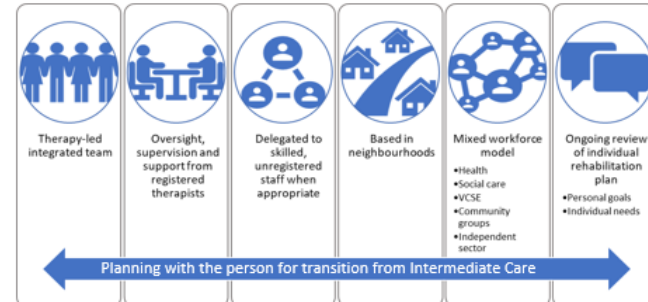 Therapy-led
integrated team
Oversight,
supervision and
support from
registered
therapists
Delegated to
skilled,
unregistered
staff when
appropriate
Based in
neighbourhoods
Mixed workforce
model
•Health
•Social care
•VCSE
•Community
groups
•Independent
sector
Ongoing review
of individual
rehabilitation
plan
•Personal goals
•Individual needs
Planning with the person for transition from Intermediate Care